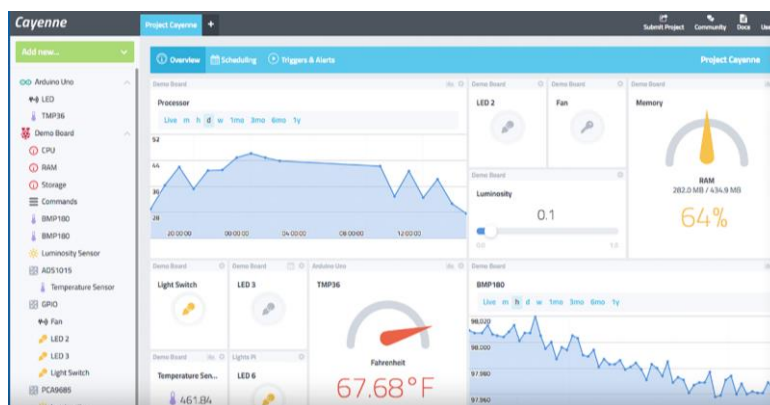 Cayenne
Project Cayenne
+
Submit Project
Community
Docs
Add new...
Overview
Scheduling
Triggers & Alerts
Project Cayenne
Arduino Uno
LED
TMP36
Demo Board
CPU
RAM
Storage
Commands
BMP180
BMP180
Luminosity Sensor
ADS1015
Temperature Sensor
GPIO
Fan
LED 2
LED 3
Light Switch
PCA9685
Demo Board
Processor
Live m h d w 1mo 3mo 6mo 1y
52
44
36
28
20:00:00 00:00:00 04:00:00 08:00:00 12:00:00
Demo Board
LED 2
Demo Board
Fan
Demo Board
Luminosity
0.1
0.0 1.0
Demo Board
Memory
RAM
282.0 MB / 434.9 MB
64%
Demo Board
Light Switch
Demo Board
LED 3
Arduino Uno
TMP36
Fahrenheit
67.68°F
Demo Board
Temperature Sen...
461.84
Lights Pi
LED 6
Demo Board
BMP180
Live m h d w 1mo 3mo 6mo 1y
98,020
98,000
97,980
97,960